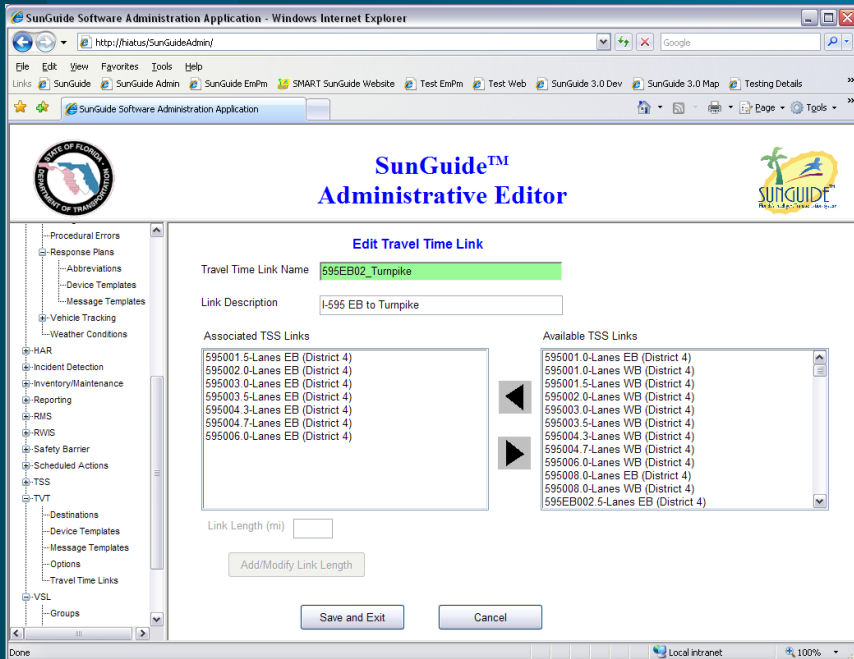 SunGuide Software Administration Application - Windows Internet Explorer
http://hiatus/SunGuideAdmin/
Google
File Edit View Favorites Tools Help
Links SunGuide SunGuide Admin SunGuide EmPm SMART SunGuide Website Test EmPm Test Web SunGuide 3.0 Dev SunGuide 3.0 Map Testing Details
SunGuide Software Administration Application
Page Tools
STATE OF FLORIDA
DEPARTMENT OF TRANSPORTATION
SunGuide™
Administrative Editor
SUNGUIDE
Procedural Errors
Response Plans
Abbreviations
Device Templates
Message Templates
Vehicle Tracking
Weather Conditions
HAR
Incident Detection
Inventory/Maintenance
Reporting
RMS
RWIS
Safety Barrier
Scheduled Actions
TSS
TVT
Destinations
Device Templates
Message Templates
Options
Travel Time Links
VSL
Groups
Edit Travel Time Link
Travel Time Link Name 595EB02_Turnpike
Link Description I-595 EB to Turnpike
Associated TSS Links
595001.5-Lanes EB (District 4)
595002.0-Lanes EB (District 4)
595003.0-Lanes EB (District 4)
595003.5-Lanes EB (District 4)
595004.3-Lanes EB (District 4)
595004.7-Lanes EB (District 4)
595006.0-Lanes EB (District 4)
Available TSS Links
595001.0-Lanes EB (District 4)
595001.0-Lanes WB (District 4)
595001.5-Lanes WB (District 4)
595002.0-Lanes WB (District 4)
595003.0-Lanes WB (District 4)
595003.5-Lanes WB (District 4)
595004.3-Lanes WB (District 4)
595004.7-Lanes WB (District 4)
595006.0-Lanes WB (District 4)
595008.0-Lanes EB (District 4)
595008.0-Lanes WB (District 4)
595EB002.5-Lanes EB (District 4)
Link Length (mi)
Add/Modify Link Length
Save and Exit Cancel
Done
Local intranet
100%